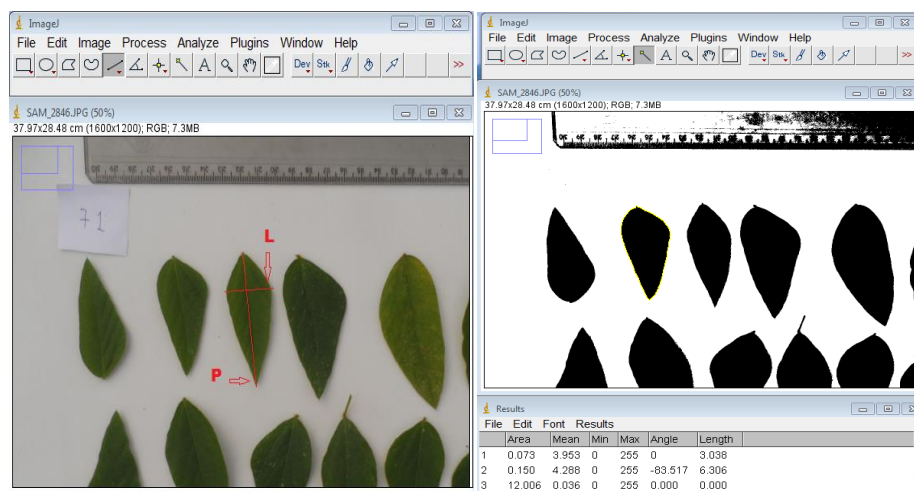 ImageJ
File Edit Image Process Analyze Plugins Window Help
A Dev Stk >>
SAM_2846.JPG (50%)
37.97x28.48 cm (1600x1200); RGB; 7.3MB
71
L
P
ImageJ
File Edit Image Process Analyze Plugins Window Help
A Dev Stk >>
SAM_2846.JPG (50%)
37.97x28.48 cm (1600x1200); RGB; 7.3MB
Results
File Edit Font Results
Area Mean Min Max Angle Length
1 0.073 3.953 0 255 0 3.038
2 0.150 4.288 0 255 -83.517 6.306
3 12.006 0.036 0 255 0.000 0.000